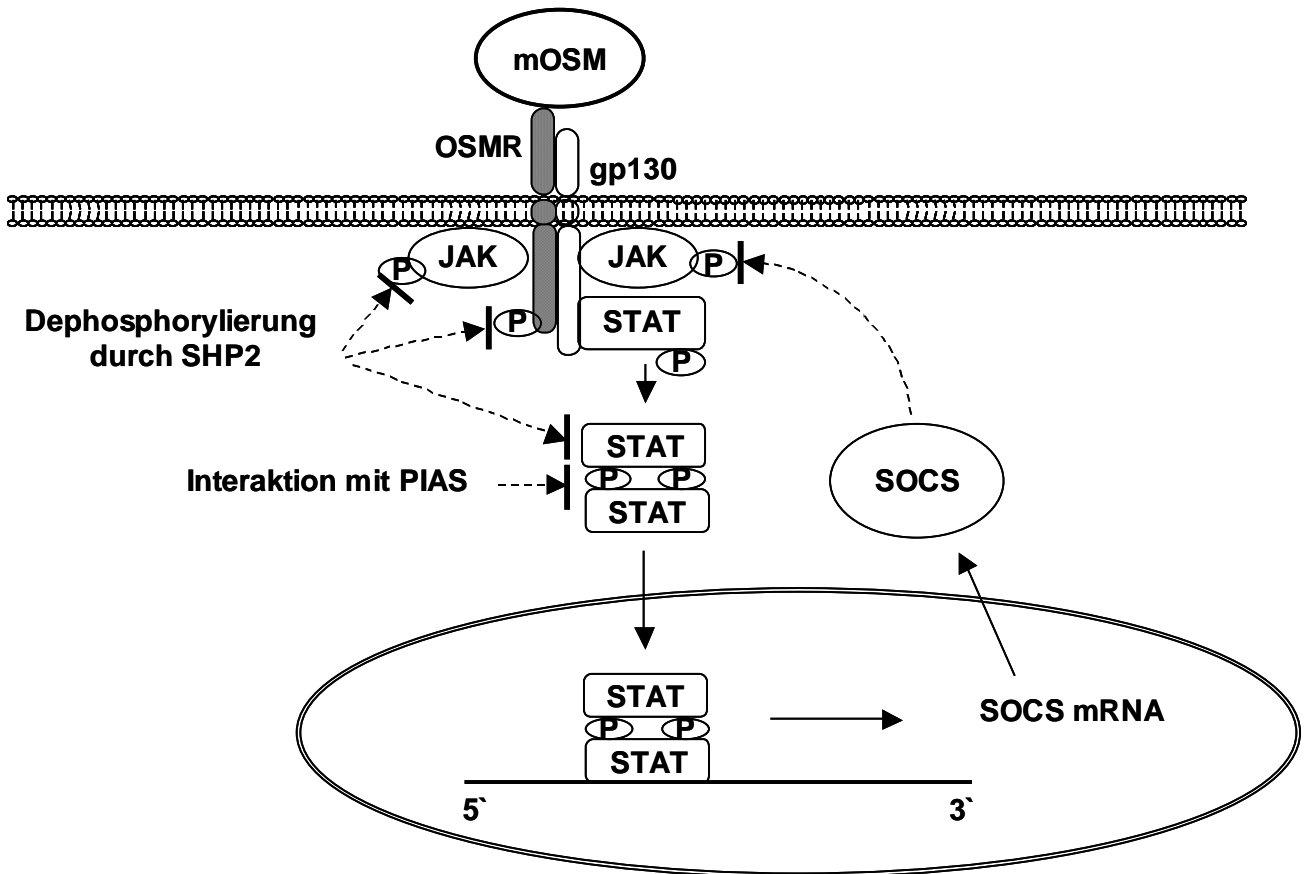 mOSM
OSMR
gp130
JAK
JAK
P
P
Dephosphorylierung
durch SHP2
P
STAT
P
STAT
P P
STAT
Interaktion mit PIAS
SOCS
STAT
P P
STAT
SOCS mRNA
5`
3`